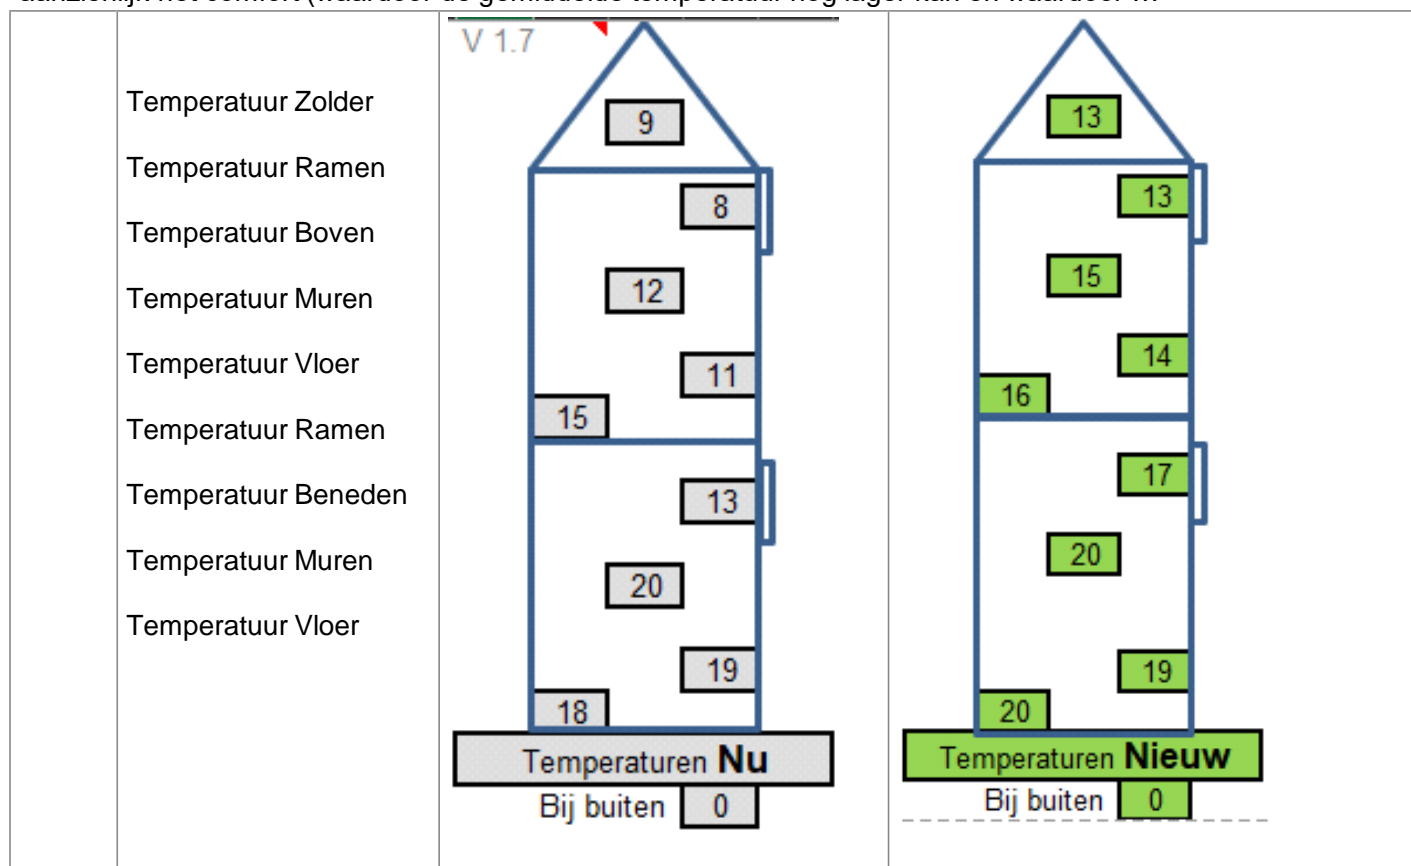 V 1.7
Temperatuur Zolder
Temperatuur Ramen
Temperatuur Boven
Temperatuur Muren
Temperatuur Vloer
Temperatuur Ramen
Temperatuur Beneden
Temperatuur Muren
Temperatuur Vloer
9
8
12
11
15
13
20
19
18
Temperaturen Nu
Bij buiten 0
13
13
15
14
16
17
20
19
20
Temperaturen Nieuw
Bij buiten 0